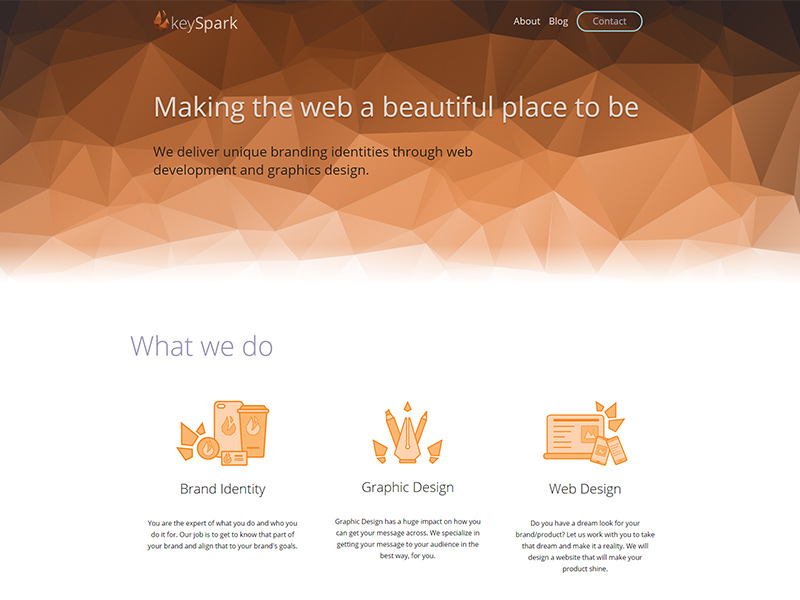 keySpark
About Blog Contact
Making the web a beautiful place to be
We deliver unique branding identities through web
development and graphics design.
What we do
Brand Identity
You are the expert of what you do and who you
do it for. Our job is to get to know that part of
your brand and align that to your brand's goals.
Graphic Design
Graphic Design has a huge impact on how you
can get your message across. We specialize in
getting your message to your audience in the
best way, for you.
Web Design
Do you have a dream look for your
brand/product? Let us work with you to take
that dream and make it a reality. We will
design a website that will make your
product shine.